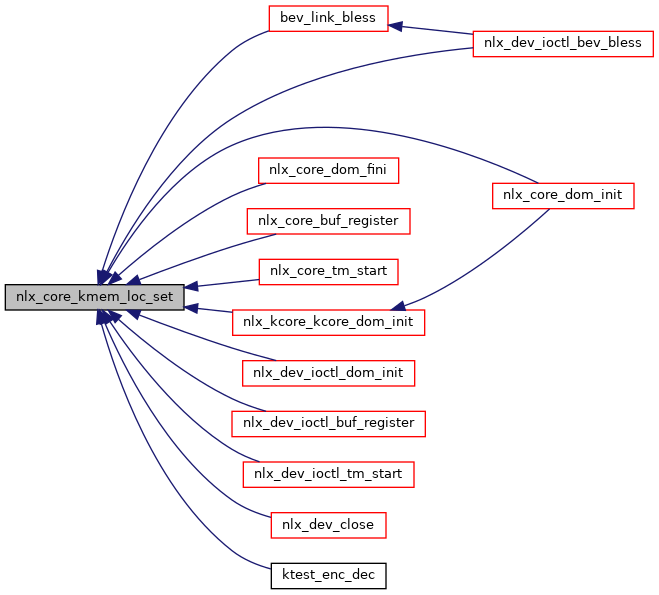 bev_link_bless
nlx_dev_ioctl_bev_bless
nlx_core_dom_fini
nlx_core_dom_init
nlx_core_buf_register
nlx_core_tm_start
nlx_core_kmem_loc_set
nlx_kcore_kcore_dom_init
nlx_dev_ioctl_dom_init
nlx_dev_ioctl_buf_register
nlx_dev_ioctl_tm_start
nlx_dev_close
ktest_enc_dec